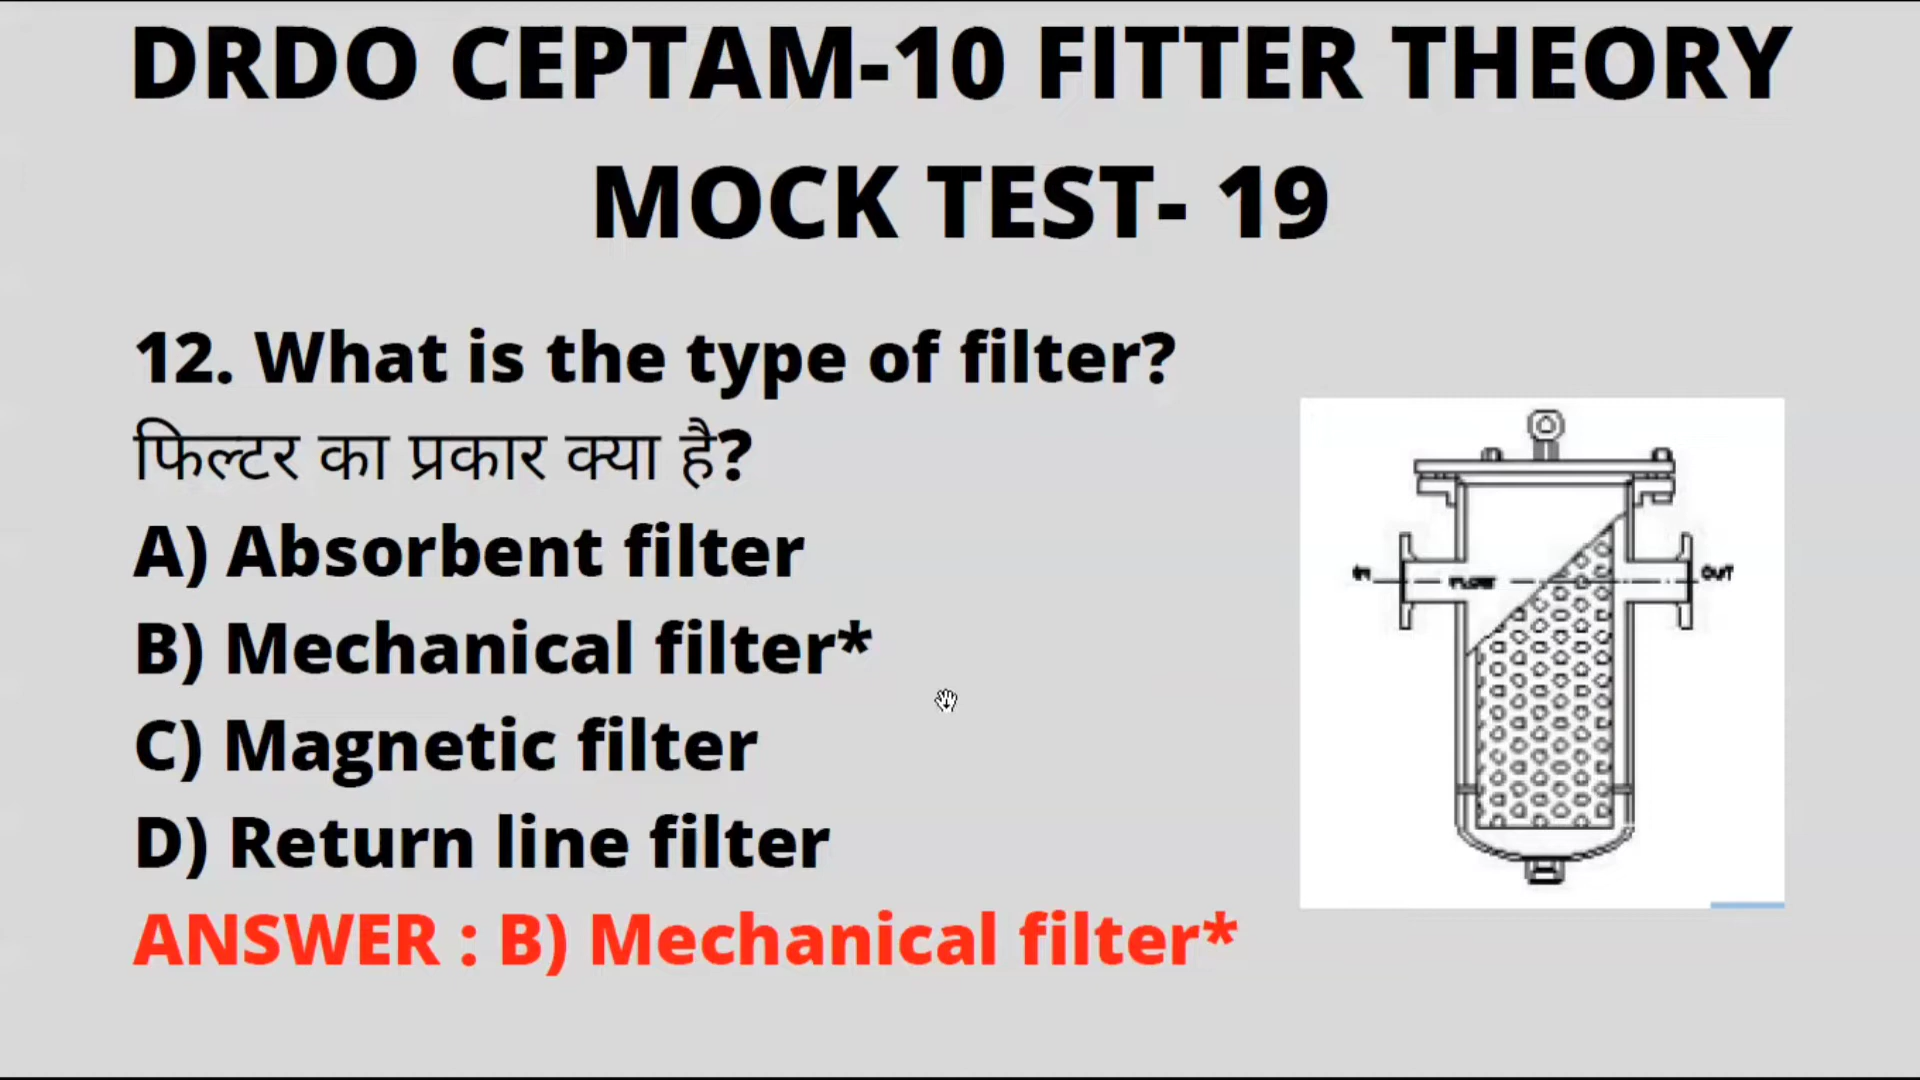 DRDO CEPTAM-10 FITTER THEORY
MOCK TEST- 19
12. What is the type of filter?
फिल्टर का प्रकार क्या है?
A) Absorbent filter
B) Mechanical filter*
C) Magnetic filter
D) Return line filter
ANSWER : B) Mechanical filter*
IN
FLOW
OUT